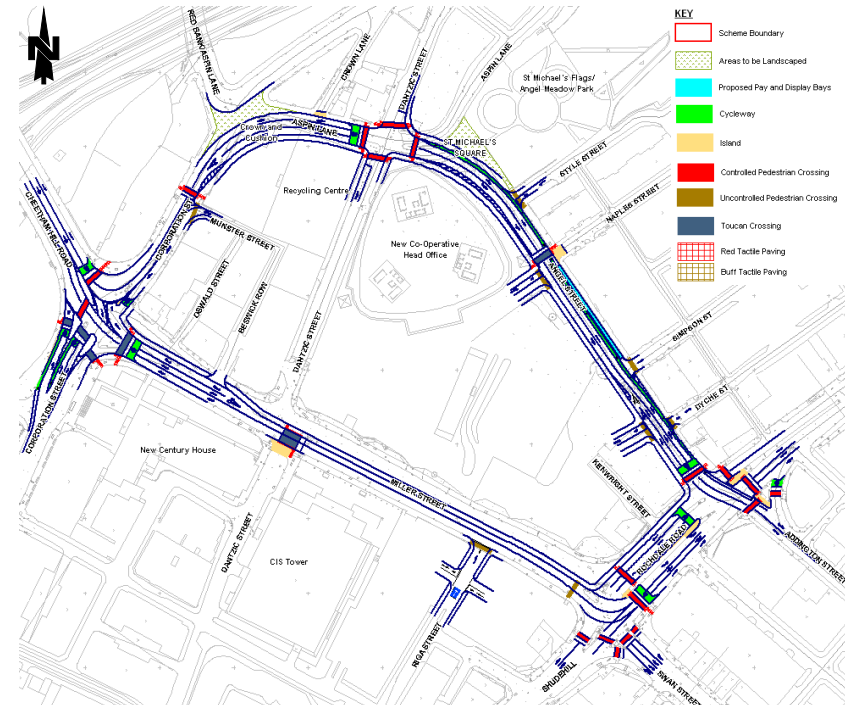 N
KEY
Scheme Boundary
Areas to be Landscaped
Proposed Pay and Display Bays
Cycleway
Island
Controlled Pedestrian Crossing
Uncontrolled Pedestrian Crossing
Toucan Crossing
Red Tactile Paving
Buff Tactile Paving
RED BANK/ASPIN LANE
CROWN LANE
DANTZIC STREET
ASPIN LANE
St Michael's Flags/
Angel Meadow Park
Crown and
Cushion
ASPIN LANE
ST MICHAEL'S
SQUARE
STYLE STREET
Recycling Centre
NAPLES STREET
CHEETHAM HILL ROAD
CORPORATION ST
MUNSTER STREET
New Co-Operative
Head Office
ANGEL STREET
OSWALD STREET
BESWICK ROW
DANTZIC STREET
SIMPSON ST
DYCHE ST
CORPORATION STREET
New Century House
MILLER STREET
KENWRIGHT STREET
ROCHDALE ROAD
ADDINGTON STREET
DANTZIC STREET
CIS Tower
RIGA STREET
SHUDEHILL
SWAN STREET